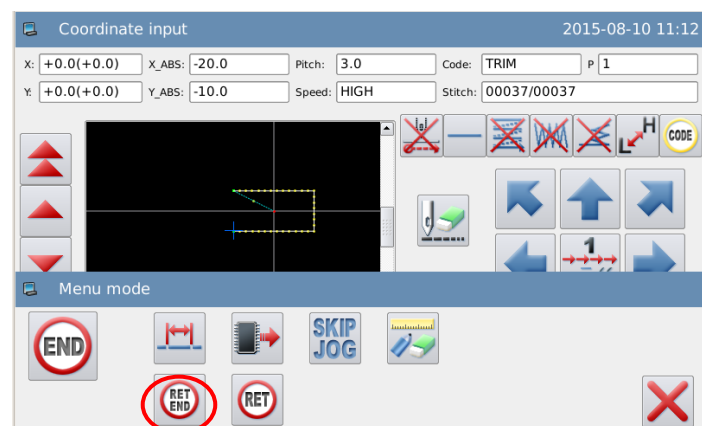 Coordinate input 2015-08-10 11:12
X: +0.0(+0.0) X_ABS: -20.0 Pitch: 3.0 Code: TRIM P 1
Y: +0.0(+0.0) Y_ABS: -10.0 Speed: HIGH Stitch: 00037/00037
H
L
CODE
1
Menu mode
END
SKIP
JOG
RET
END
RET